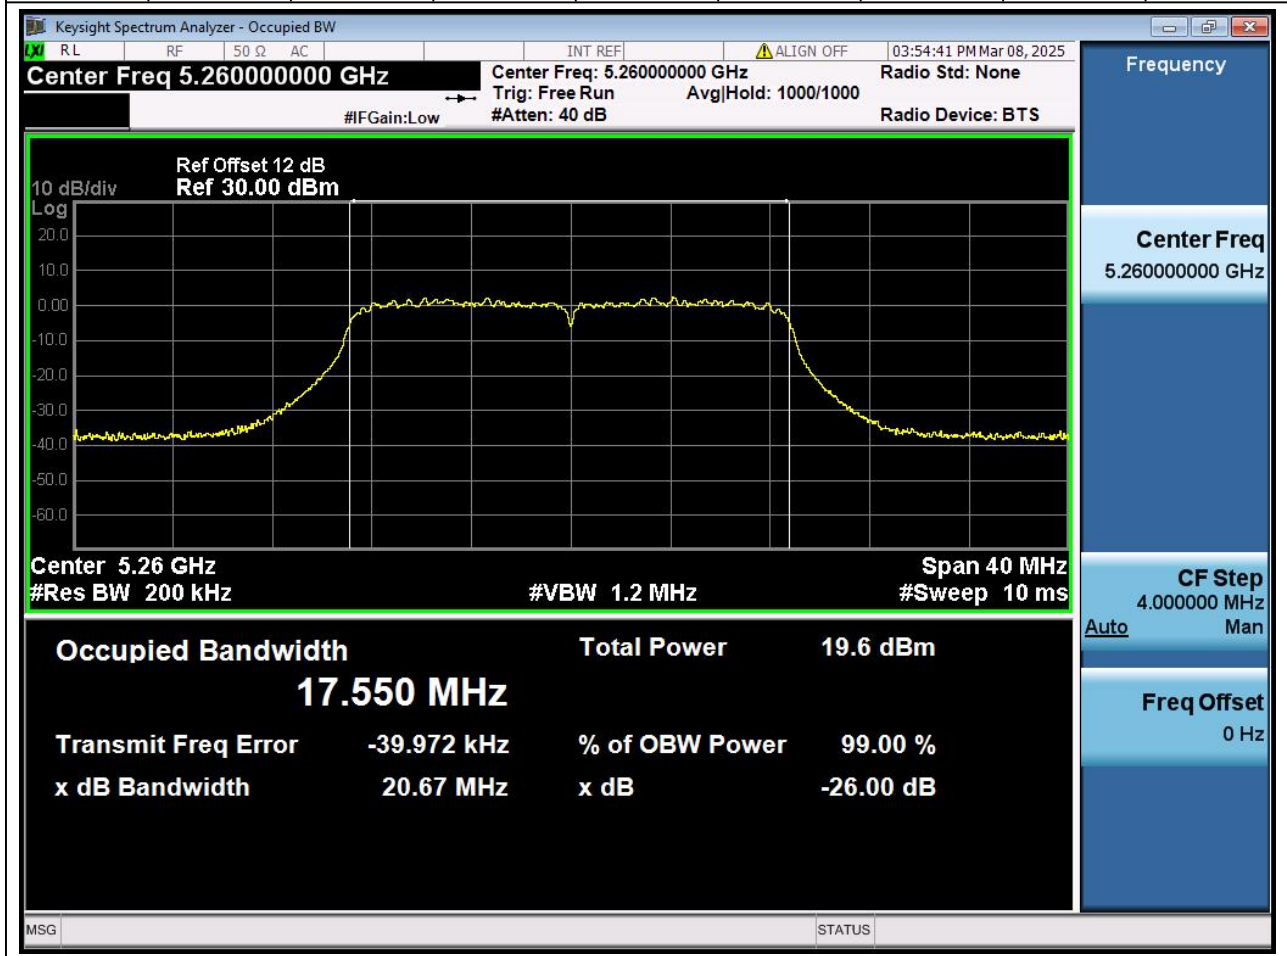 Keysight Spectrum Analyzer - Occupied BW
LXI RL RF 50 Ω AC INT REF ALIGN OFF 03:54:41 PM Mar 08, 2025
Center Freq 5.260000000 GHz
Center Freq: 5.260000000 GHz
Radio Std: None
Trig: Free Run Avg|Hold: 1000/1000
#IFGain:Low
#Atten: 40 dB
Radio Device: BTS
Ref Offset 12 dB
10 dB/div Ref 30.00 dBm
Log
20.0
10.0
0.00
-10.0
-20.0
-30.0
-40.0
-50.0
-60.0
Center 5.26 GHz Span 40 MHz
#Res BW 200 kHz #VBW 1.2 MHz #Sweep 10 ms
Occupied Bandwidth Total Power 19.6 dBm
17.550 MHz
Transmit Freq Error -39.972 kHz % of OBW Power 99.00 %
x dB Bandwidth 20.67 MHz x dB -26.00 dB
MSG STATUS
Frequency
Center Freq
5.260000000 GHz
CF Step
4.000000 MHz
Auto Man
Freq Offset
0 Hz